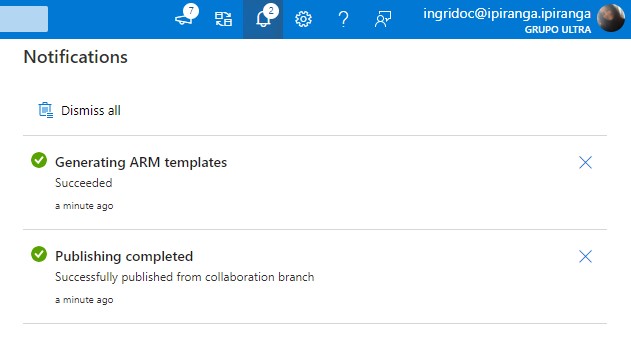 7
2
?
ingridoc@ipiranga.ipiranga
GRUPO ULTRA
Notifications
Dismiss all
Generating ARM templates
Succeeded
a minute ago
Publishing completed
Successfully published from collaboration branch
a minute ago